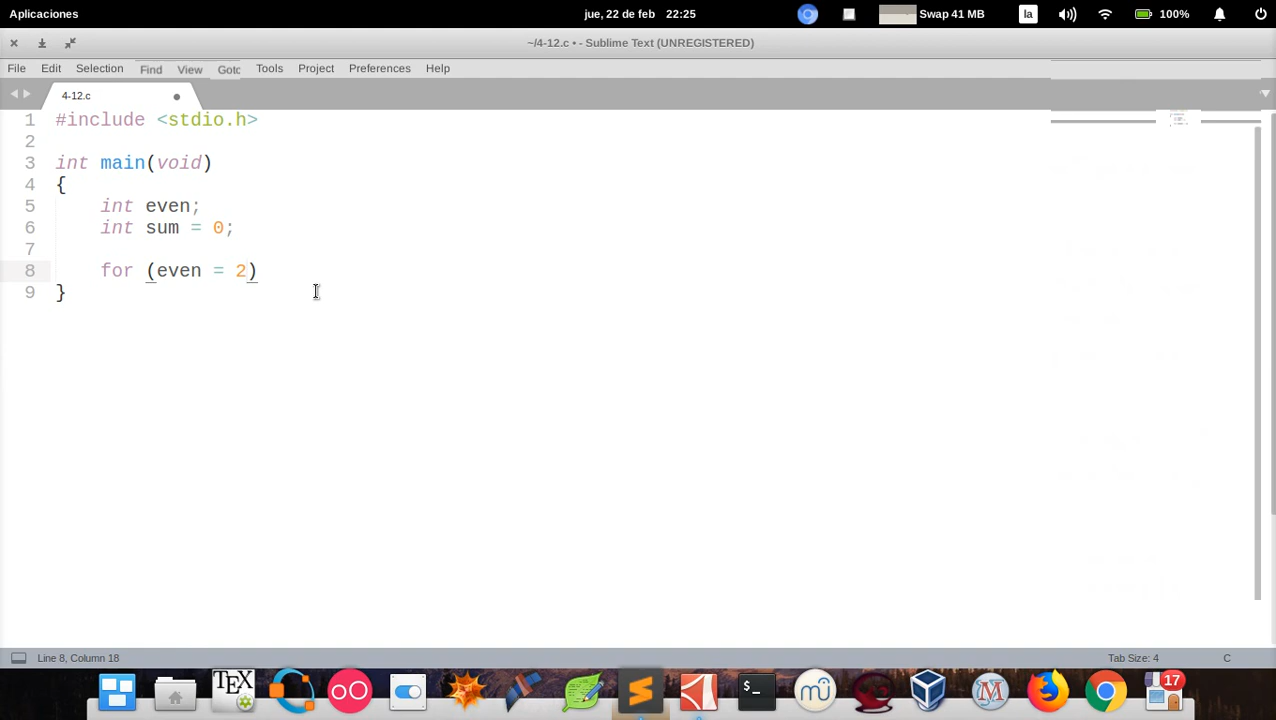 Aplicaciones jue, 22 de feb 22:25 Swap 41 MB la 100%
~/4-12.c • - Sublime Text (UNREGISTERED)
File Edit Selection Find View Goto Tools Project Preferences Help
4-12.c
1 #include <stdio.h>
2
3 int main(void)
4 {
5 int even;
6 int sum = 0;
7
8 for (even = 2)
9 }
Line 8, Column 18 Tab Size: 4 C
TEX >_ mu M 17